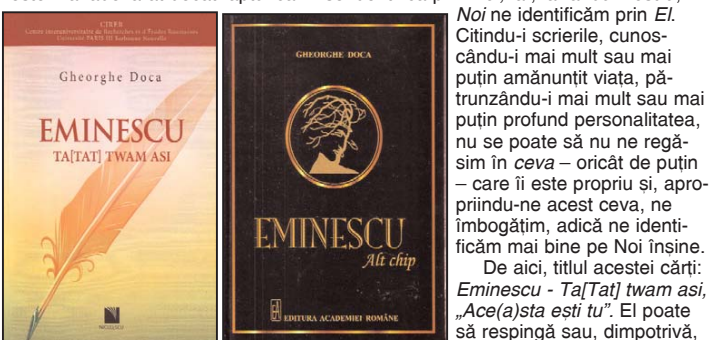 CIRER
Centre Interuniversitaire de Recherches et d'Etudes Roumaines
Université PARIS III Sorbonne Nouvelle
Gheorghe Doca
EMINESCU
TA[TAT] TWAM ASI
NICULESCU
GHEORGHE DOCA
EMINESCU
Alt chip
EDITURA ACADEMIEI ROMÂNE
Noi ne identificăm prin El.
Citindu-i scrierile, cunos-
cându-i mai mult sau mai
puțin amănunțit viața, pă-
trunzându-i mai mult sau mai
puțin profund personalitatea,
nu se poate să nu ne regă-
sim în ceva – oricât de puțin
– care îi este propriu și, apro-
priindu-ne acest ceva, ne
îmbogățim, adică ne identi-
ficăm mai bine pe Noi înșine.
De aici, titlul acestei cărți:
Eminescu - Ta[Tat] twam asi,
„Ace(a)sta ești tu”. El poate
să respingă sau, dimpotrivă,